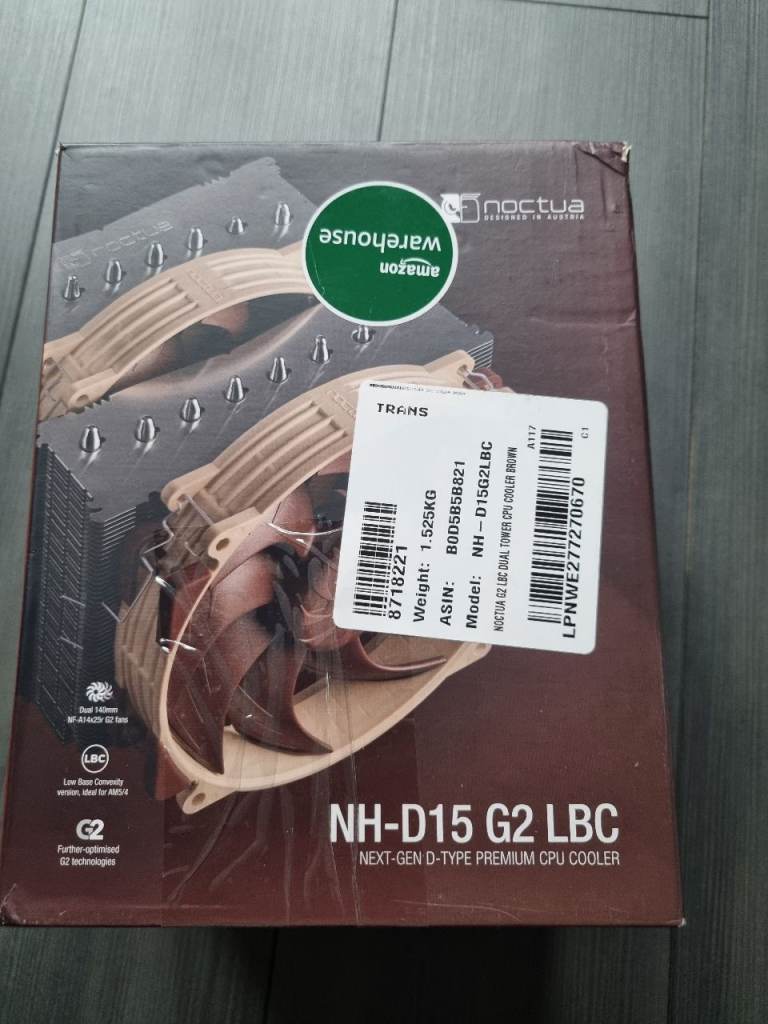 noctua
DESIGNED IN AUSTRIA
noctua
amazon
warehouse
noctua
TRANS
8718221
Weight: 1.525KG
ASIN: B0D5B5B821
Model: NH-D15G2LBC
NOCTUA G2 LBC DUAL TOWER CPU COOLER BROWN
A117
C1
LPNWE277270670
Dual 140mm
NF-A14x25r G2 fans
LBC
Low Base Convexity
version, ideal for AM5/4
G2
Further-optimised
G2 technologies
NH-D15 G2 LBC
NEXT-GEN D-TYPE PREMIUM CPU COOLER